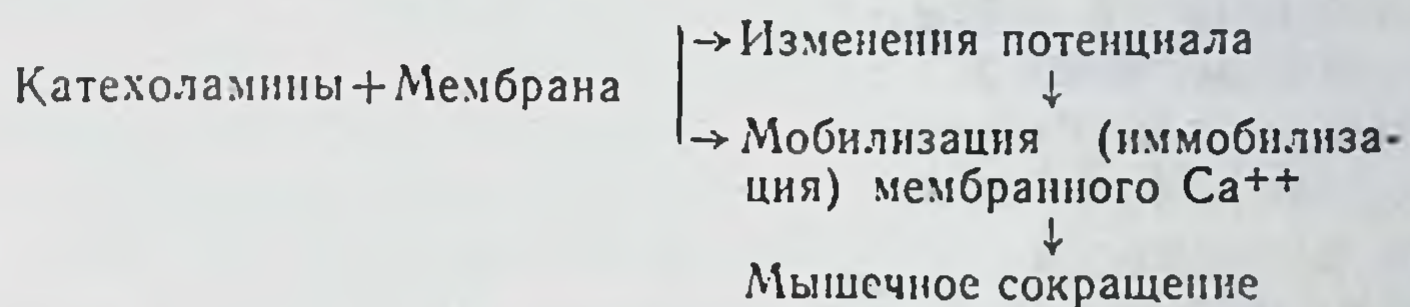 → Изменения потенциала
Катехоламины + Мембрана
↓
→ Мобилизация (иммобилиза-
ция) мембранного Ca⁺⁺
↓
Мышечное сокращение